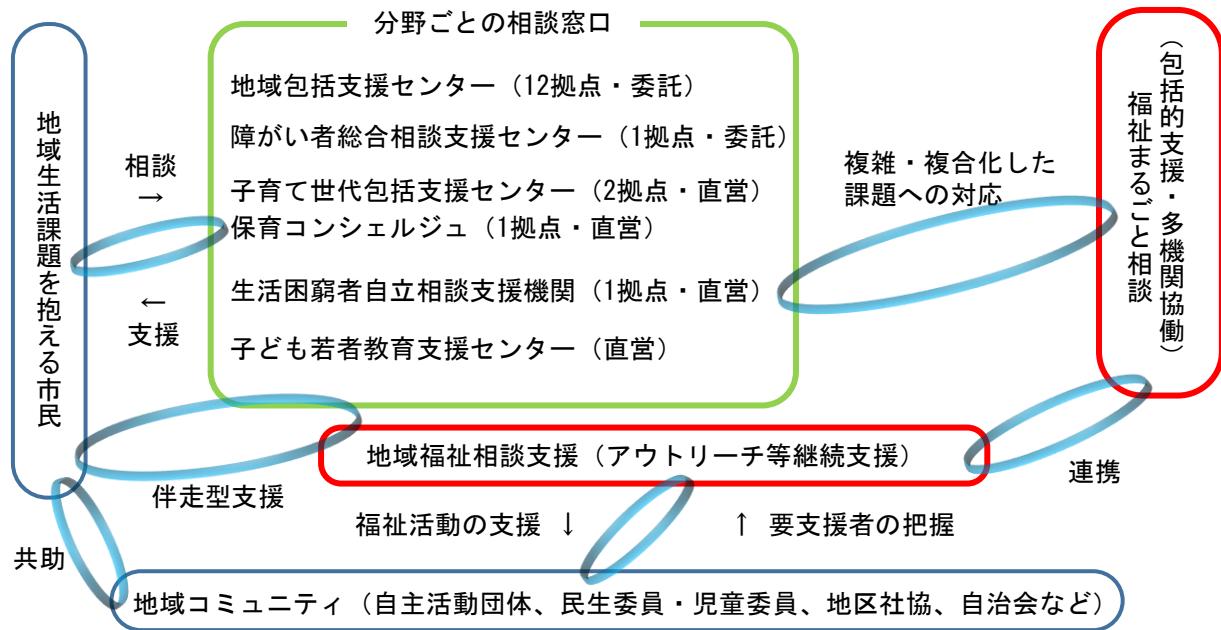 分野ごとの相談窓口
地域包括支援センター（12拠点・委託）
障がい者総合相談支援センター（1拠点・委託）
子育て世代包括支援センター（2拠点・直営）
保育コンシェルジュ（1拠点・直営）
生活困窮者自立相談支援機関（1拠点・直営）
子ども若者教育支援センター（直営）
地域生活課題を抱える市民
相談
→
←
支援
複雑・複合化した
課題への対応
福祉まるごと相談
（包括的支援・多機関協働）
地域福祉相談支援（アウトリーチ等継続支援）
伴走型支援
連携
福祉活動の支援 ↓
↑ 要支援者の把握
共助
地域コミュニティ（自主活動団体、民生委員・児童委員、地区社協、自治会など）